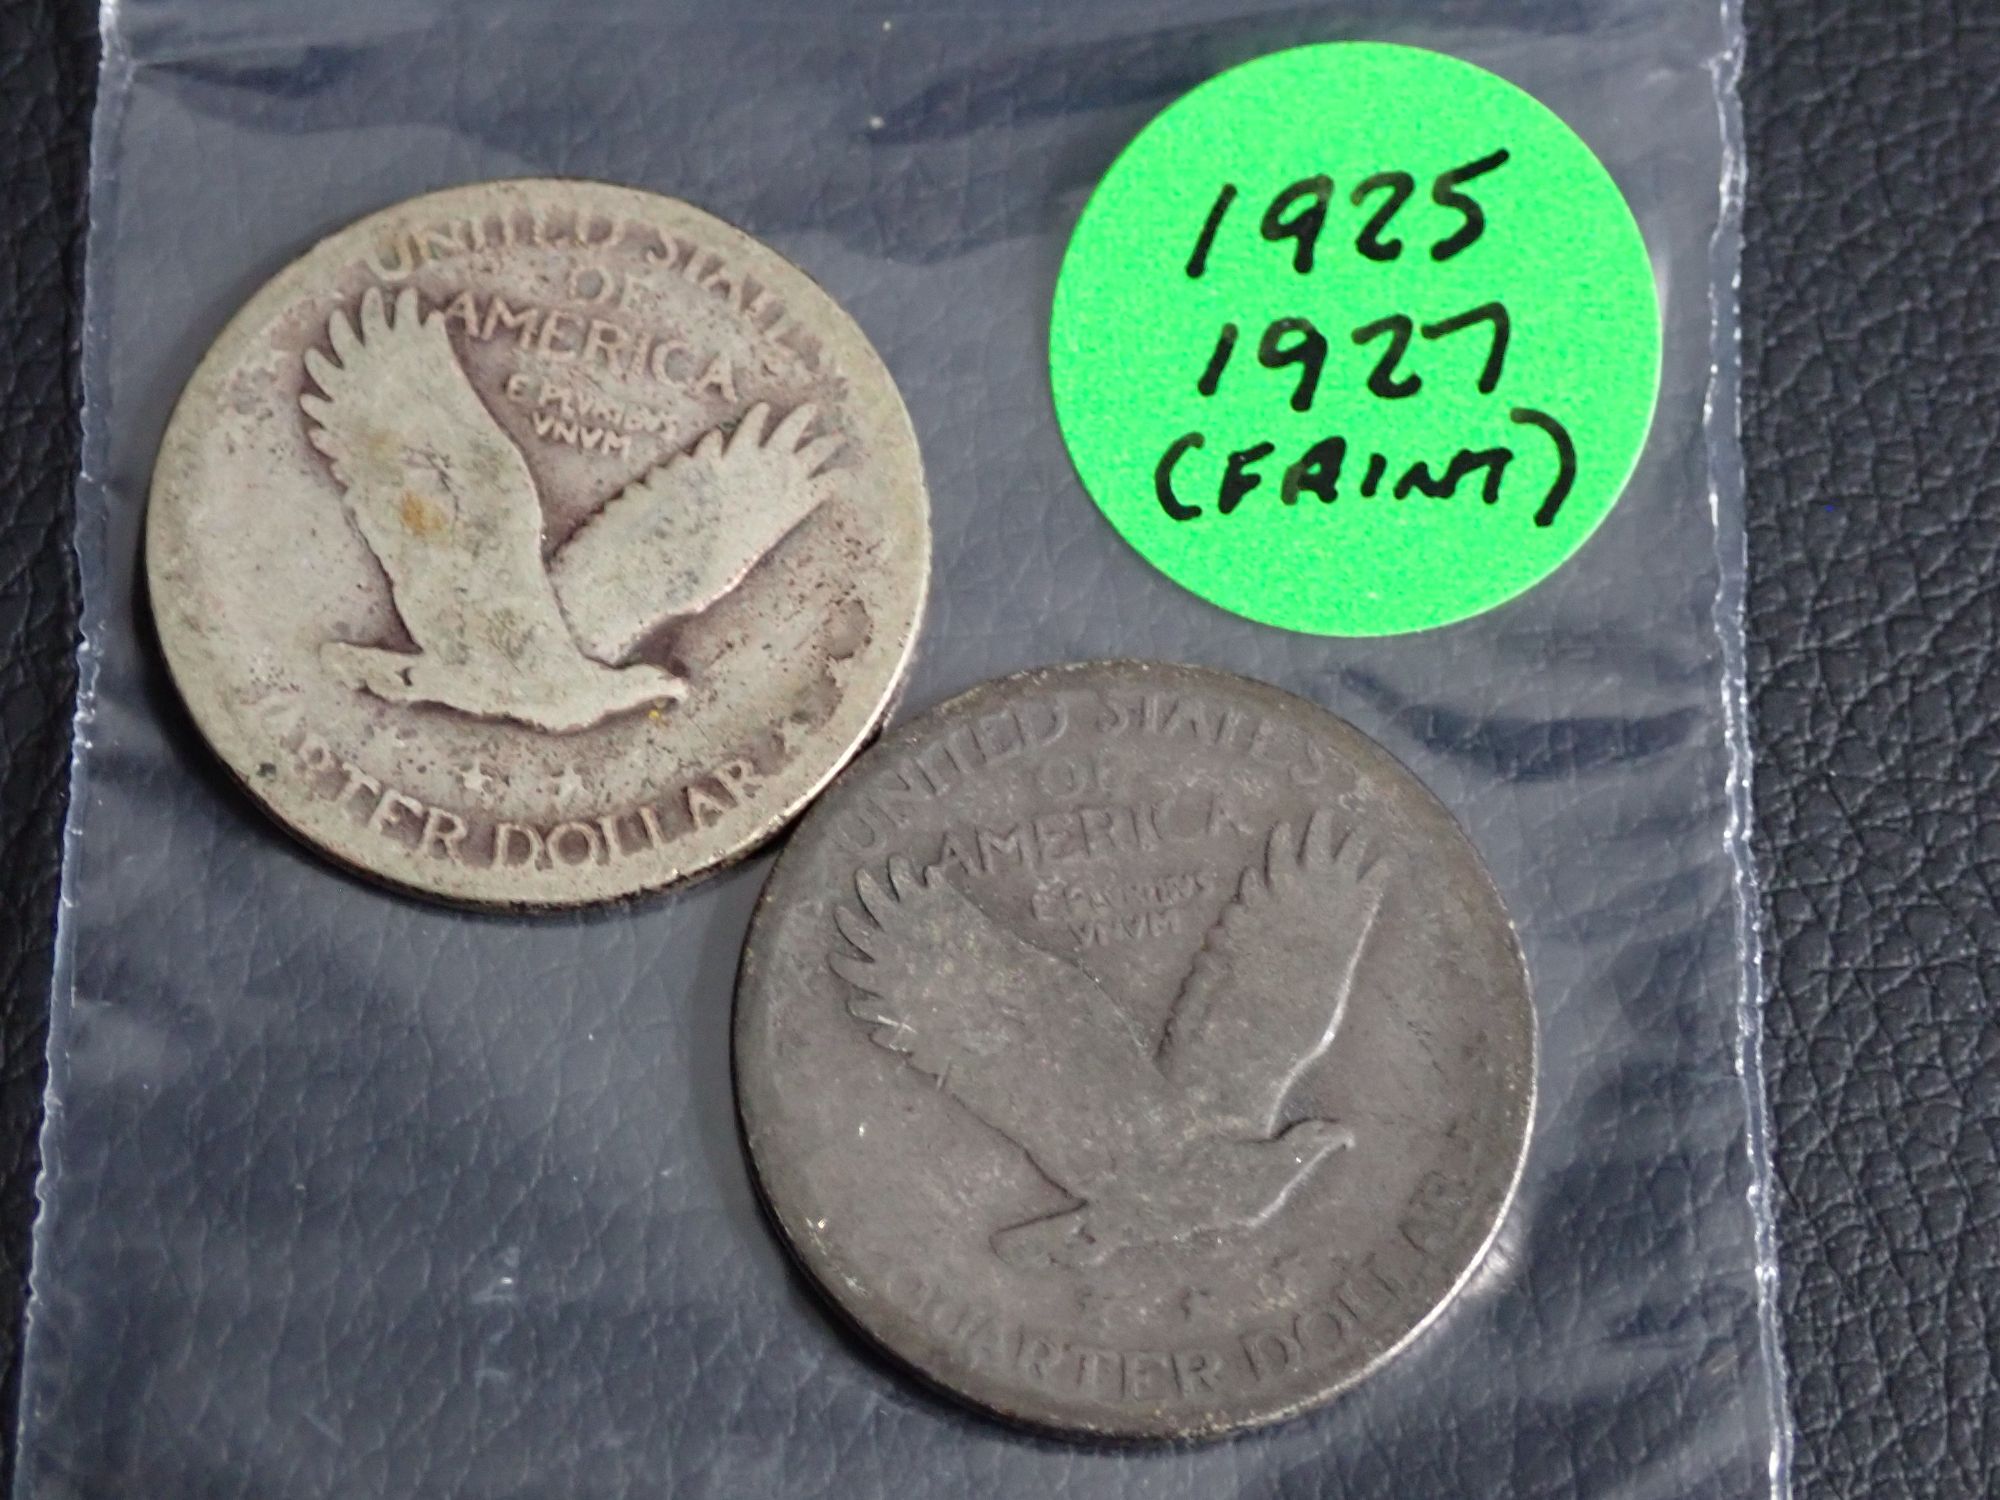 UNITED STATES
OF
AMERICA
E PLURIBUS
UNUM
QUARTER DOLLAR
1925
1927
(FAINT)
UNITED STATES
OF
AMERICA
E PLURIBUS
UNUM
QUARTER DOLLAR